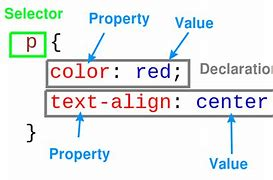 Selector
Property
Value
p {
color: red;
Declaration
text-align: center
}
Property
Value